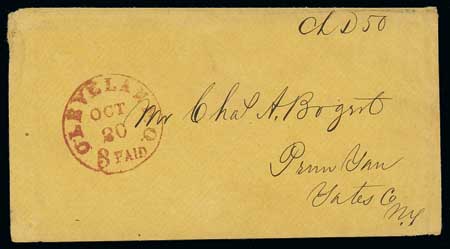 Ch D 50
CLEVELAND O.
OCT
20
3 PAID
Mr Chas. A. Bogert
Penn Yan
Yates Co
N.Y.